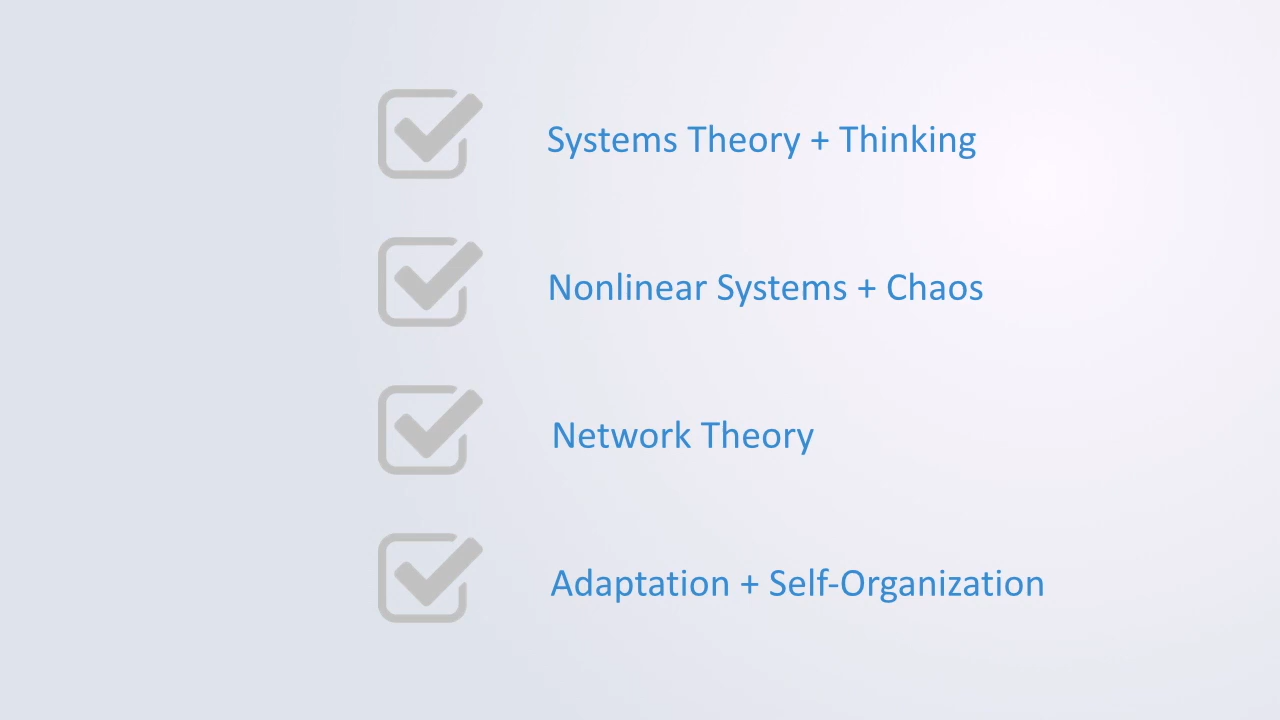 Systems Theory + Thinking
Nonlinear Systems + Chaos
Network Theory
Adaptation + Self-Organization